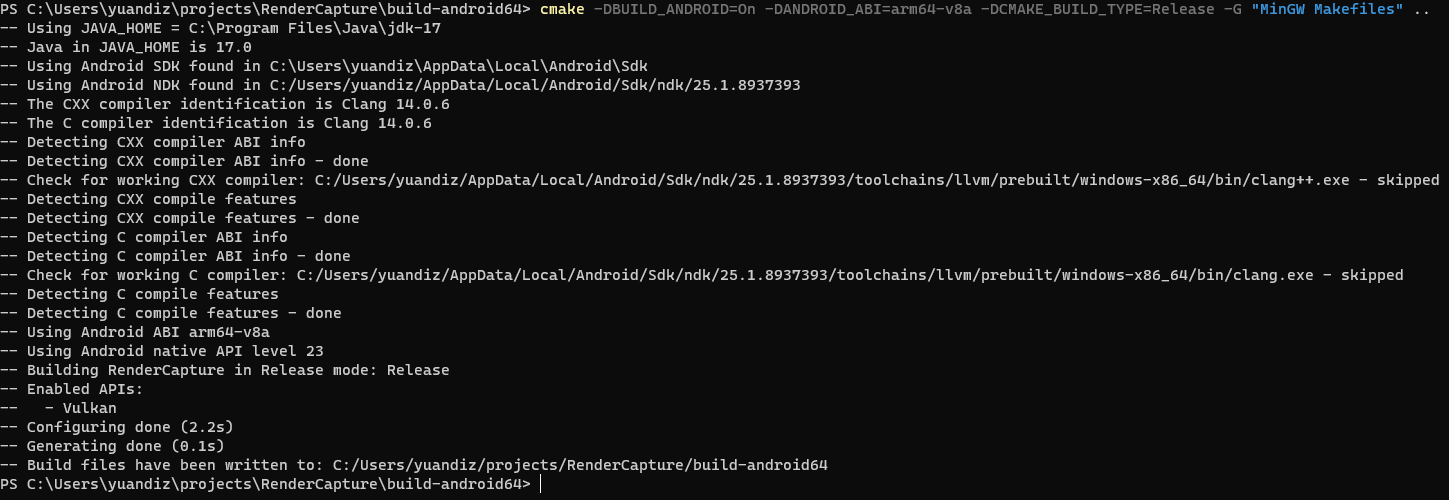 PS C:\Users\yuandiz\projects\RenderCapture\build-android64> cmake -DBUILD_ANDROID=On -DANDROID_ABI=arm64-v8a -DCMAKE_BUILD_TYPE=Release -G "MinGW Makefiles" ..
-- Using JAVA_HOME = C:\Program Files\Java\jdk-17
-- Java in JAVA_HOME is 17.0
-- Using Android SDK found in C:\Users\yuandiz\AppData\Local\Android\Sdk
-- Using Android NDK found in C:/Users/yuandiz/AppData/Local/Android/Sdk/ndk/25.1.8937393
-- The CXX compiler identification is Clang 14.0.6
-- The C compiler identification is Clang 14.0.6
-- Detecting CXX compiler ABI info
-- Detecting CXX compiler ABI info - done
-- Check for working CXX compiler: C:/Users/yuandiz/AppData/Local/Android/Sdk/ndk/25.1.8937393/toolchains/llvm/prebuilt/windows-x86_64/bin/clang++.exe - skipped
-- Detecting CXX compile features
-- Detecting CXX compile features - done
-- Detecting C compiler ABI info
-- Detecting C compiler ABI info - done
-- Check for working C compiler: C:/Users/yuandiz/AppData/Local/Android/Sdk/ndk/25.1.8937393/toolchains/llvm/prebuilt/windows-x86_64/bin/clang.exe - skipped
-- Detecting C compile features
-- Detecting C compile features - done
-- Using Android ABI arm64-v8a
-- Using Android native API level 23
-- Building RenderCapture in Release mode: Release
-- Enabled APIs:
--   - Vulkan
-- Configuring done (2.2s)
-- Generating done (0.1s)
-- Build files have been written to: C:/Users/yuandiz/projects/RenderCapture/build-android64
PS C:\Users\yuandiz\projects\RenderCapture\build-android64>